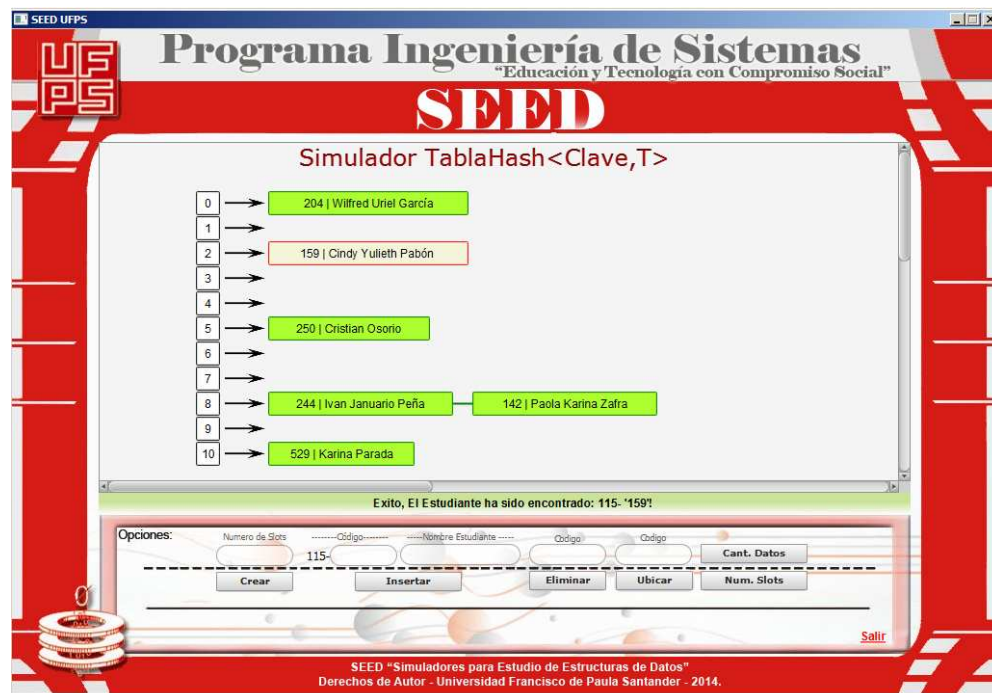 SEED UFPS
UF
PS
Programa Ingeniería de Sistemas
“Educación y Tecnología con Compromiso Social”
SEED
Simulador TablaHash<Clave,T>
0 204 | Wilfred Uriel García
1
2 159 | Cindy Yulieth Pabón
3
4
5 250 | Cristian Osorio
6
7
8 244 | Ivan Januario Peña 142 | Paola Karina Zafra
9
10 529 | Karina Parada
Exito, El Estudiante ha sido encontrado: 115- '159'!
Opciones: Numero de Slots --------Código-------- -----Nombre Estudiante ----- Codigo Codigo
115- Cant. Datos
Crear Insertar Eliminar Ubicar Num. Slots
Salir
SEED “Simuladores para Estudio de Estructuras de Datos”
Derechos de Autor - Universidad Francisco de Paula Santander - 2014.